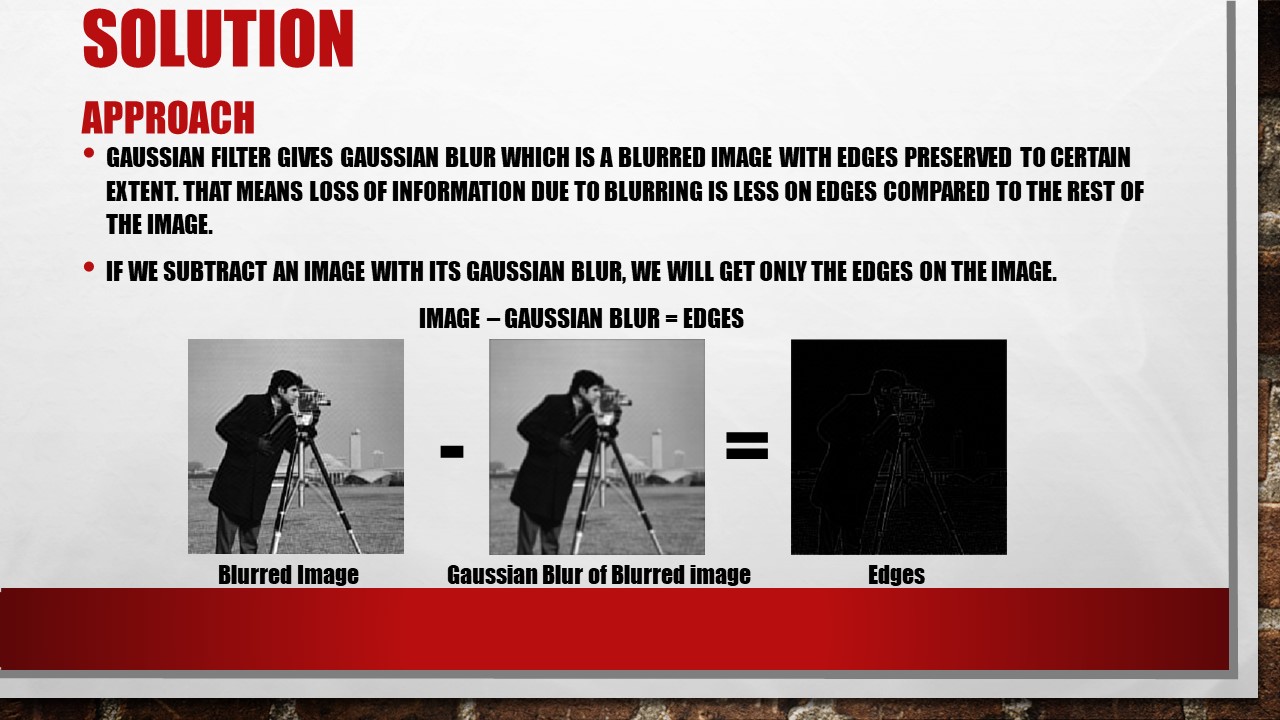 SOLUTION
APPROACH
• GAUSSIAN FILTER GIVES GAUSSIAN BLUR WHICH IS A BLURRED IMAGE WITH EDGES PRESERVED TO CERTAIN
EXTENT. THAT MEANS LOSS OF INFORMATION DUE TO BLURRING IS LESS ON EDGES COMPARED TO THE REST OF
THE IMAGE.
• IF WE SUBTRACT AN IMAGE WITH ITS GAUSSIAN BLUR, WE WILL GET ONLY THE EDGES ON THE IMAGE.
IMAGE – GAUSSIAN BLUR = EDGES
- =
Blurred Image Gaussian Blur of Blurred image Edges